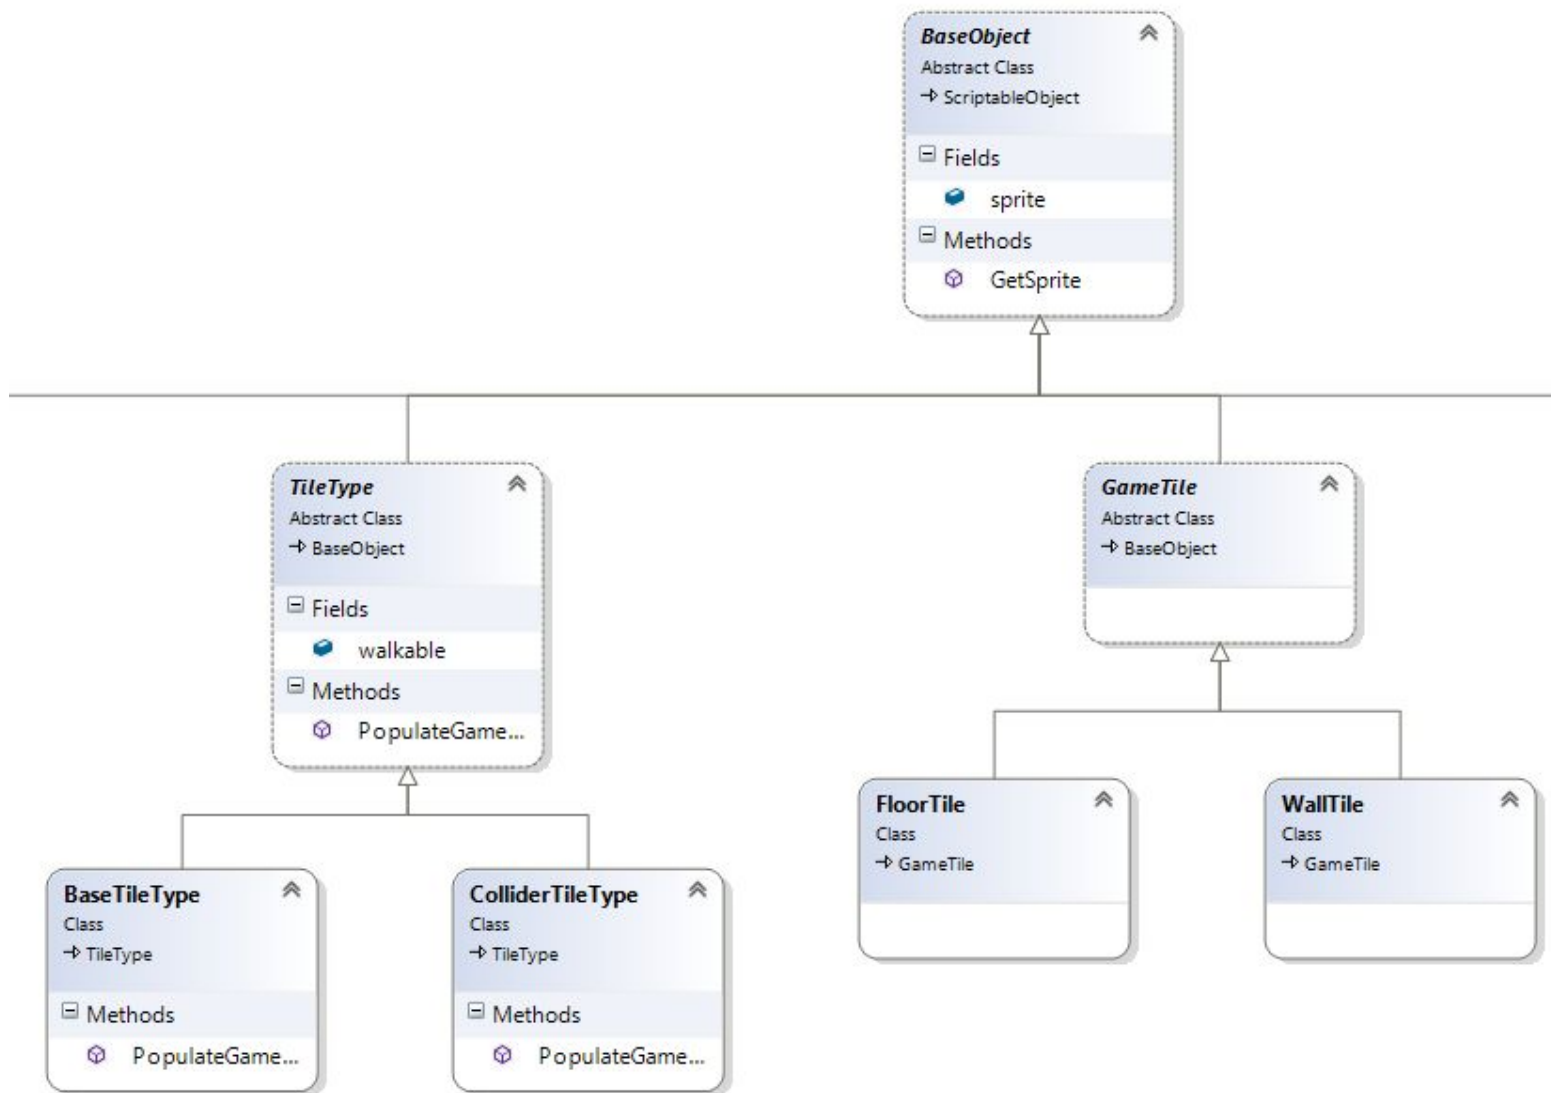 BaseObject
Abstract Class
ScriptableObject
Fields
sprite
Methods
GetSprite
TileType
Abstract Class
BaseObject
Fields
walkable
Methods
PopulateGame...
GameTile
Abstract Class
BaseObject
BaseTileType
Class
TileType
Methods
PopulateGame...
ColliderTileType
Class
TileType
Methods
PopulateGame...
FloorTile
Class
GameTile
WallTile
Class
GameTile